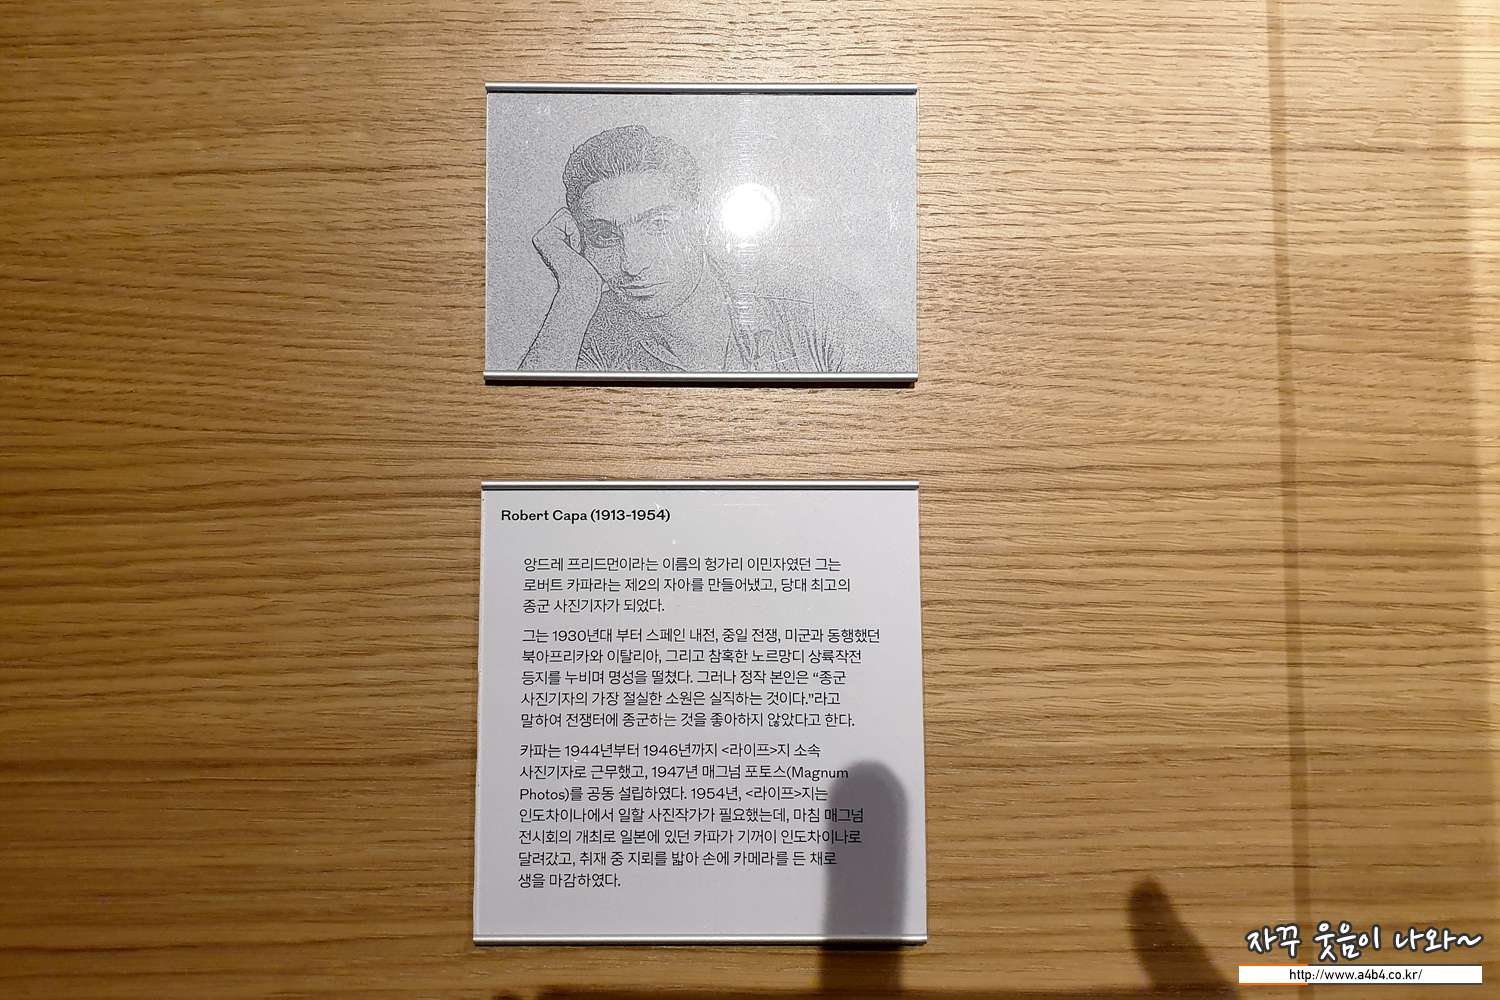 Robert Capa (1913-1954)
앙드레 프리드먼이라는 이름의 헝가리 이민자였던 그는
로버트 카파라는 제2의 자아를 만들어냈고, 당대 최고의
종군 사진기자가 되었다.
그는 1930년대 부터 스페인 내전, 중일 전쟁, 미군과 동행했던
북아프리카와 이탈리아, 그리고 참혹한 노르망디 상륙작전
등지를 누비며 명성을 떨쳤다. 그러나 정작 본인은 “종군
사진기자의 가장 절실한 소원은 실직하는 것이다.”라고
말하여 전쟁터에 종군하는 것을 좋아하지 않았다고 한다.
카파는 1944년부터 1946년까지 <라이프>지 소속
사진기자로 근무했고, 1947년 매그넘 포토스(Magnum
Photos)를 공동 설립하였다. 1954년, <라이프>지는
인도차이나에서 일할 사진작가가 필요했는데, 마침 매그넘
전시회의 개최로 일본에 있던 카파가 기꺼이 인도차이나로
달려갔고, 취재 중 지뢰를 밟아 손에 카메라를 든 채로
생을 마감하였다.
자꾸 웃음이 나와~
http://www.a4b4.co.kr/